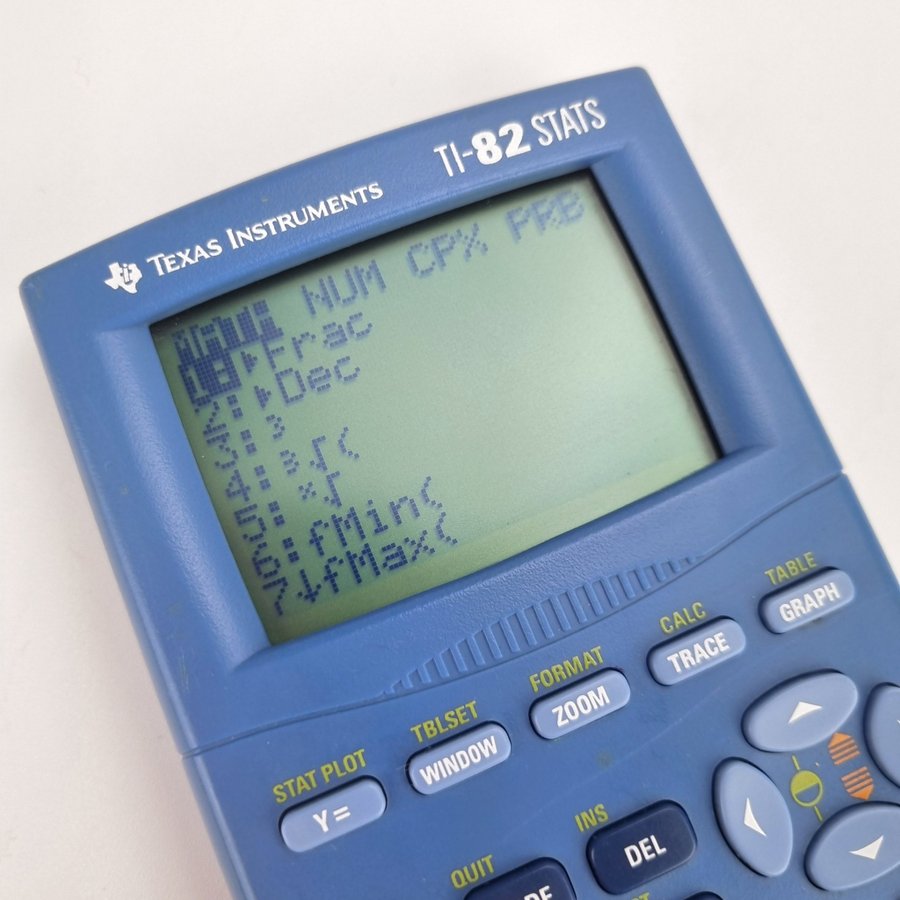 TEXAS INSTRUMENTS
TI-82 STATS
MATH NUM CPX PRB
1:▶Frac
2:▶Dec
3:³
4:³√(
5:ˣ√
6:fMin(
7↓fMax(
STAT PLOT
TBLSET
FORMAT
CALC
TABLE
Y=
WINDOW
ZOOM
TRACE
GRAPH
QUIT
INS
DEL